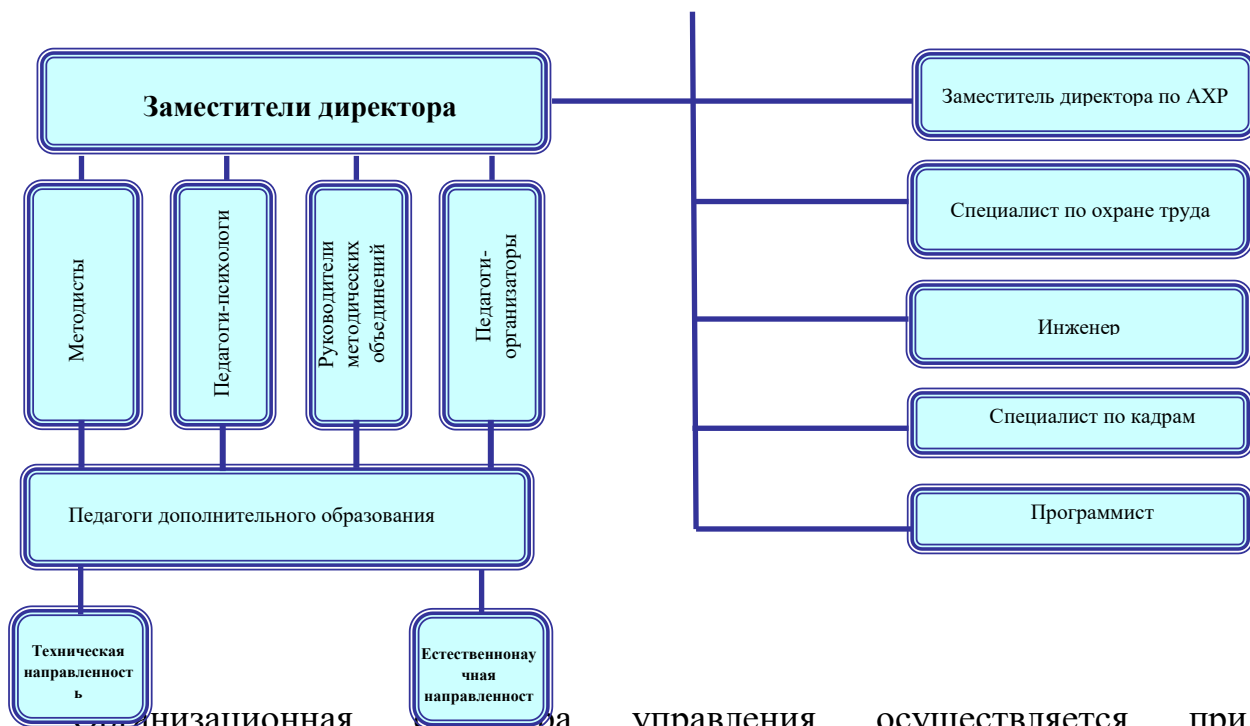 Заместители директора
Заместитель директора по АХР
Специалист по охране труда
Инженер
Специалист по кадрам
Программист
Методисты
Педагоги-психологи
Руководители
методических
объединений
Педагоги-
организаторы
Педагоги дополнительного образования
Техническая
направленност
ь
Естественнонау
чная
направленност
управления осуществляется при